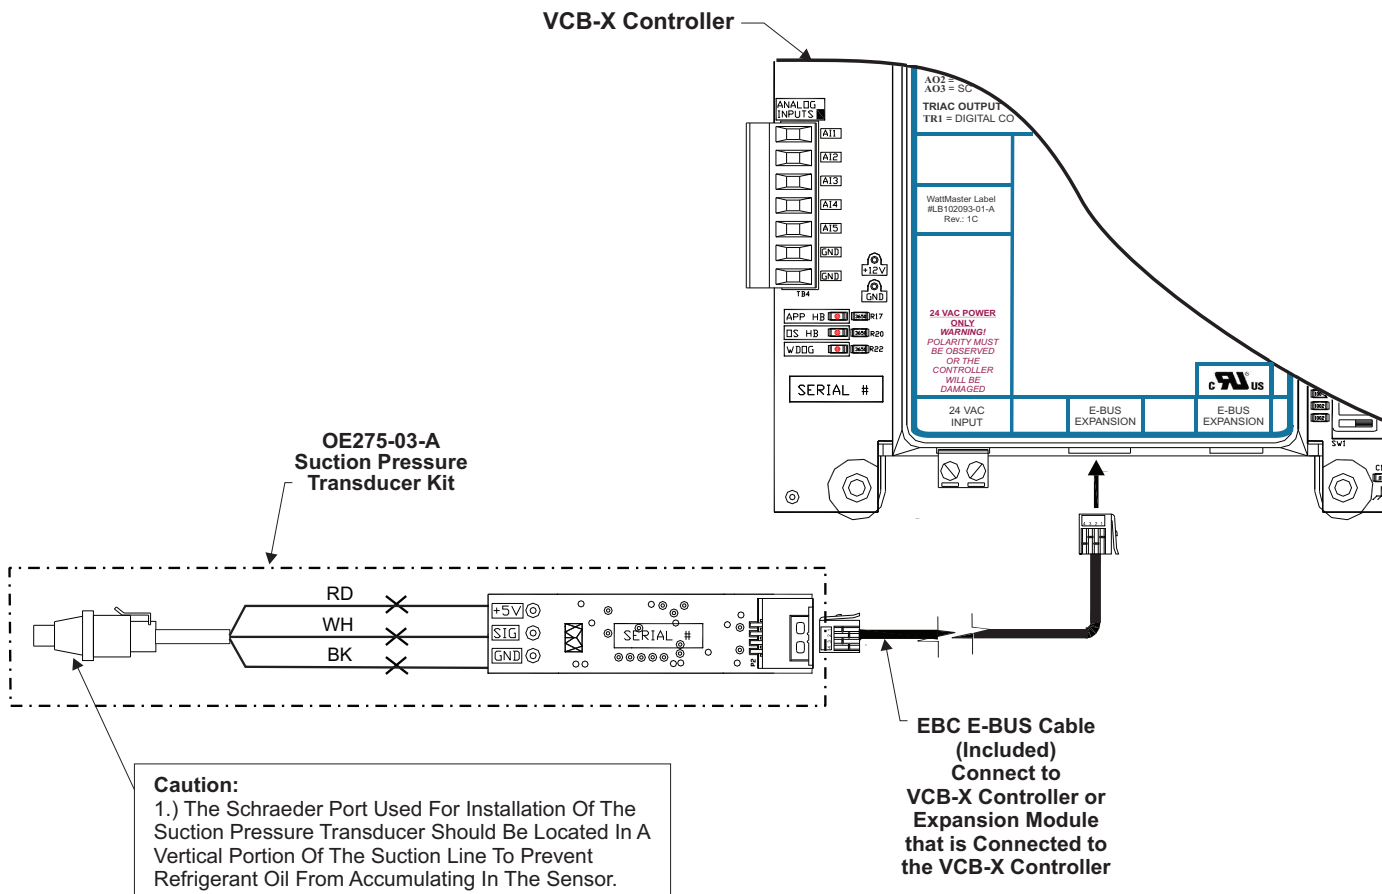 VCB-X Controller
AO2 =
AO3 = SC
TRIAC OUTPUT
TR1 = DIGITAL CO
ANALOG
INPUTS
AI1
AI2
AI3
AI4
AI5
GND
GND
TB4
+12V
GND
WattMaster Label
#LB102093-01-A
Rev.: 1C
APP HB
R17
OS HB
R20
WDOG
R22
SERIAL #
24 VAC POWER
ONLY
WARNING!
POLARITY MUST
BE OBSERVED
OR THE
CONTROLLER
WILL BE
DAMAGED
C RU ® US
24 VAC
INPUT
E-BUS
EXPANSION
E-BUS
EXPANSION
SW1
OE275-03-A
Suction Pressure
Transducer Kit
RD
WH
BK
+5V
SIG
GND
SERIAL #
P2
EBC E-BUS Cable
(Included)
Connect to
VCB-X Controller or
Expansion Module
that is Connected to
the VCB-X Controller
Caution:
1.) The Schraeder Port Used For Installation Of The
Suction Pressure Transducer Should Be Located In A
Vertical Portion Of The Suction Line To Prevent
Refrigerant Oil From Accumulating In The Sensor.